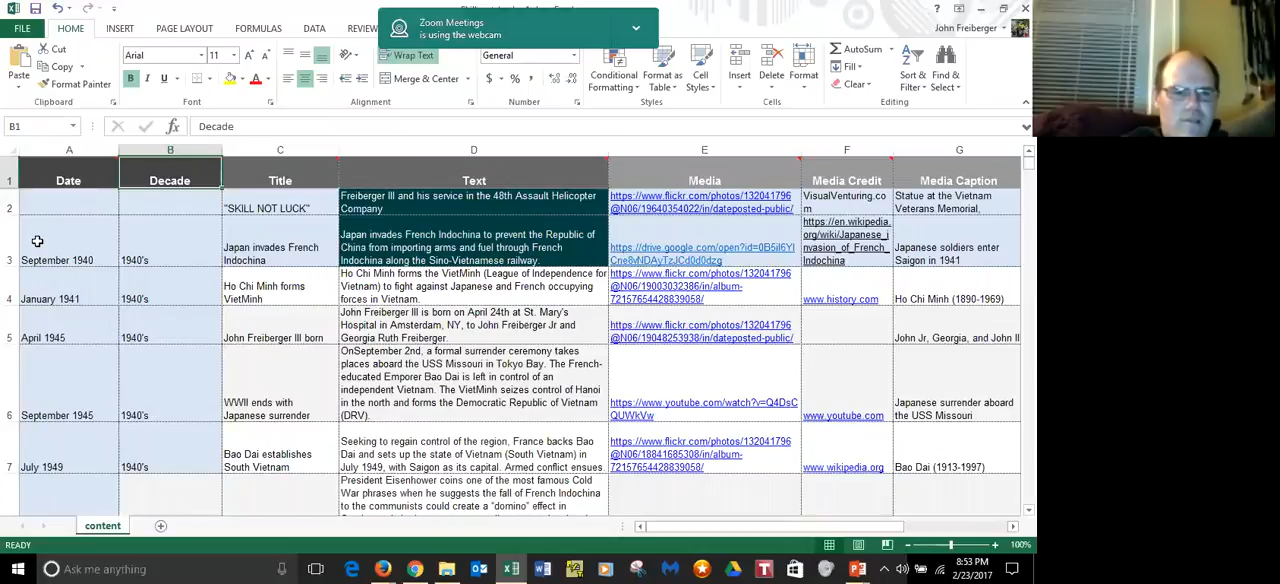 Zoom Meetings
is using the webcam
FILE HOME INSERT PAGE LAYOUT FORMULAS DATA
John Freiberger
Cut
Copy
Format Painter
Paste
Clipboard
Arial 11
Font
Wrap Text
Merge & Center
Alignment
General
$ % ,
Number
Conditional Formatting
Format as Table
Cell Styles
Styles
Insert Delete Format
Cells
AutoSum
Fill
Clear
Sort & Filter
Find & Select
Editing
B1 Decade
A B C D E F G
1 Date Decade Title Text Media Media Credit Media Caption
2 "SKILL NOT LUCK"
Freiberger III and his service in the 48th Assault Helicopter
Company
https://www.flickr.com/photos/132041796
@N06/19640354022/in/dateposted-public/
VisualVenturing.co
m
Statue at the Vietnam
Veterans Memorial,
3 September 1940 1940's
Japan invades French
Indochina
Japan invades French Indochina to prevent the Republic of
China from importing arms and fuel through French
Indochina along the Sino-Vietnamese railway.
https://en.wikipedia.
org/wiki/Japanese_i
nvasion_of_French_
Indochina
Japanese soldiers enter
Saigon in 1941
4 January 1941 1940's
Ho Chi Minh forms
VietMinh
Ho Chi Minh forms the VietMinh (League of Independence for
Vietnam) to fight against Japanese and French occupying
forces in Vietnam.
https://www.flickr.com/photos/132041796
@N06/19003032386/in/album-
72157654428839058/
www.history.com
Ho Chi Minh (1890-1969)
5 April 1945 1940's
John Freiberger III born
John Freiberger III is born on April 24th at St. Mary's
Hospital in Amsterdam, NY, to John Freiberger Jr and
Georgia Ruth Freiberger.
https://www.flickr.com/photos/132041796
@N06/19048253938/in/dateposted-public/
John Jr, Georgia, and John II
6 September 1945 1940's
WWII ends with
Japanese surrender
OnSeptember 2nd, a formal surrender ceremony takes
places aboard the USS Missouri in Tokyo Bay. The French-
educated Emporer Bao Dai is left in control of an
independent Vietnam. The VietMinh seizes control of Hanoi
in the north and forms the Democratic Republic of Vietnam
(DRV).
https://www.youtube.com/watch?v=Q4DsC
QUWkVw
www.youtube.com
Japanese surrender aboard
the USS Missouri
7 July 1949 1940's
Bao Dai establishes
South Vietnam
Seeking to regain control of the region, France backs Bao
Dai and sets up the state of Vietnam (South Vietnam) in
July 1949, with Saigon as its capital. Armed conflict ensues.
https://www.flickr.com/photos/132041796
@N06/18841685308/in/album-
72157654428839058/
www.wikipedia.org
Bao Dai (1913-1997)
President Eisenhower coins one of the most famous Cold
War phrases when he suggests the fall of French Indochina
to the communists could create a "domino" effect in
content
READY 100%
Ask me anything
8:53 PM
2/23/2017